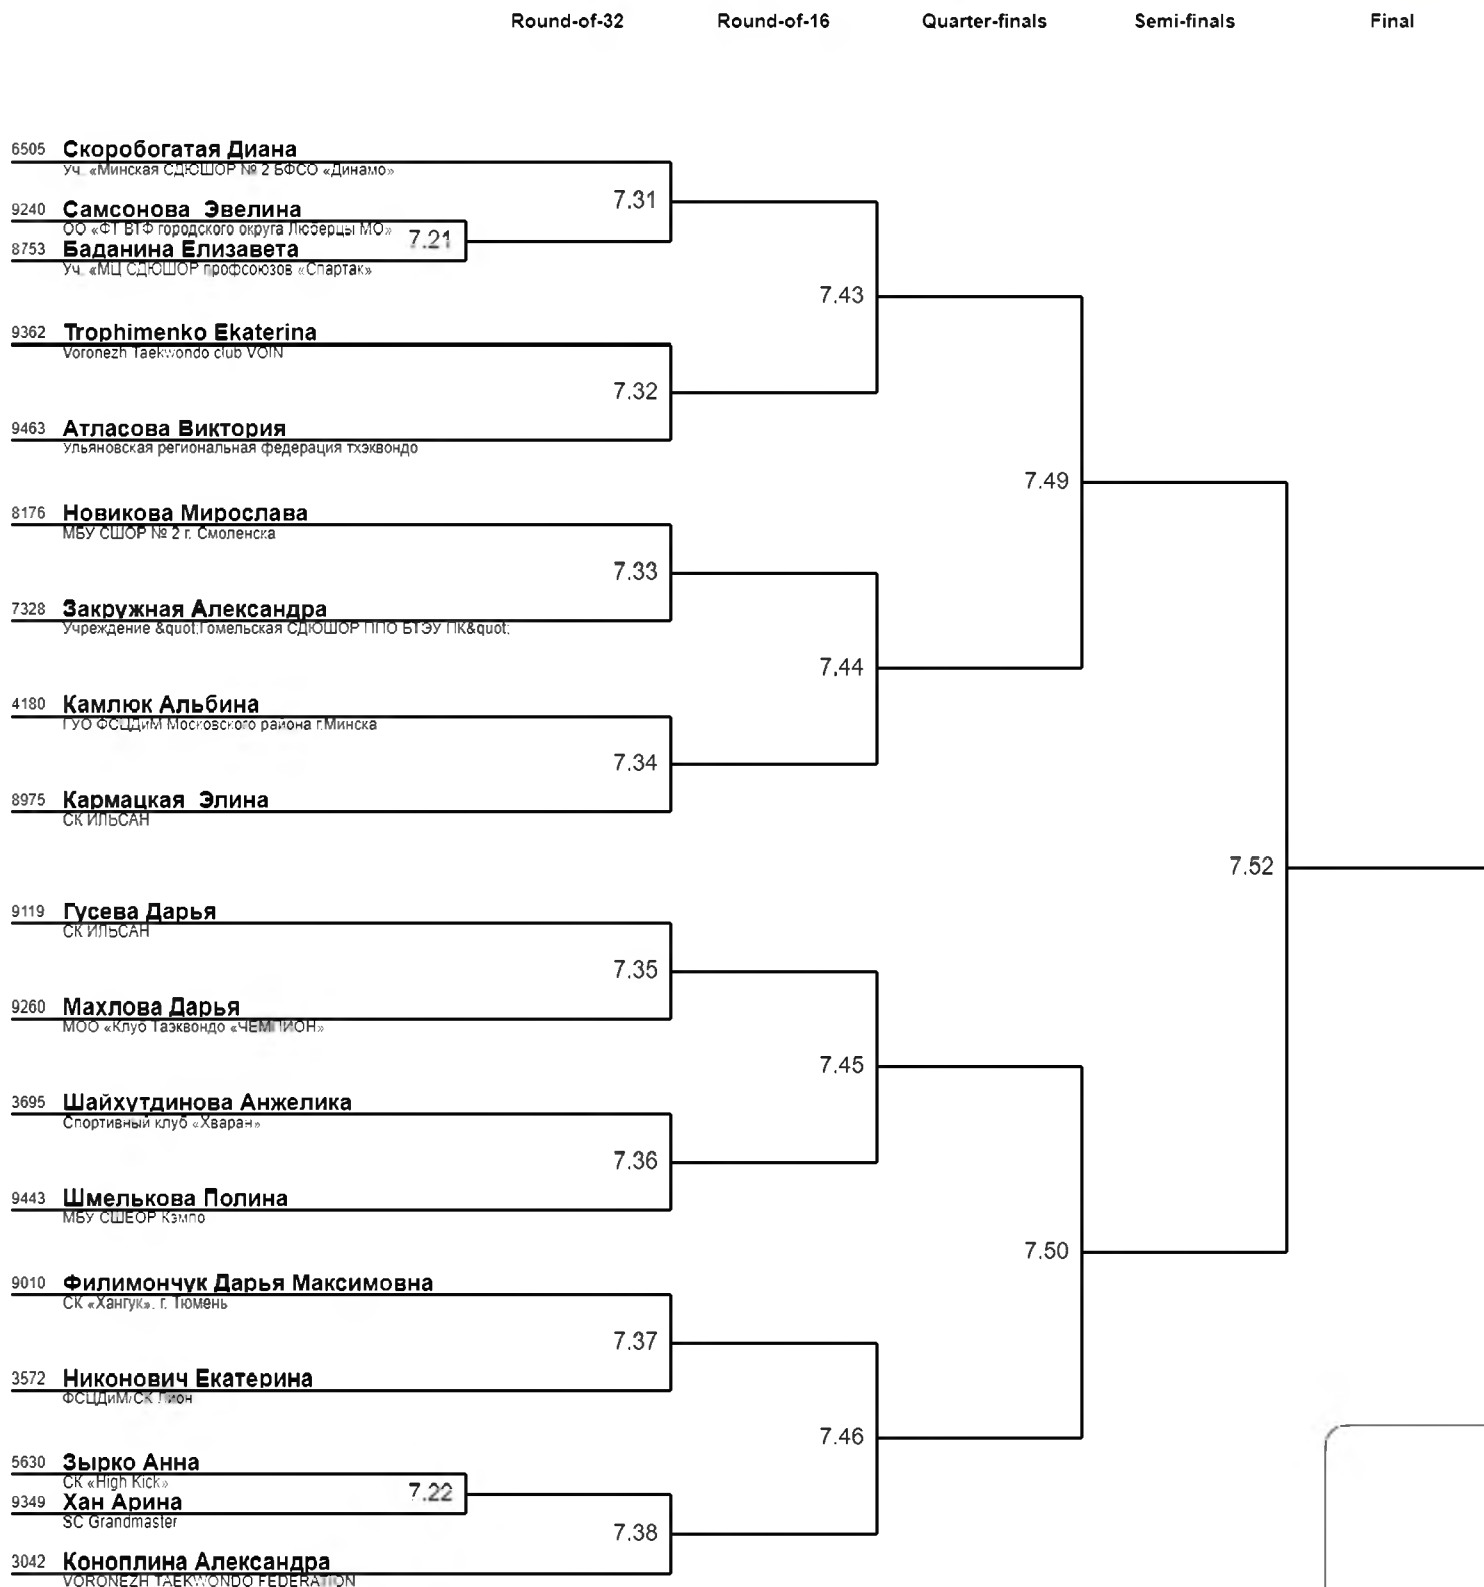 Round-of-32 Round-of-16 Quarter-finals Semi-finals Final
6505 Скоробогатая Диана
Уч. «Минская СДЮШОР № 2 БФСО «Динамо»
7.31
9240 Самсонова Эвелина
ОО «ФТ ВТФ городского округа Люберцы МО»
7.21
8753 Баданина Елизавета
Уч. «МЦ СДЮШОР профсоюзов «Спартак»
7.43
9362 Trophimenko Ekaterina
Voronezh Taekwondo club VOIN
7.32
9463 Атласова Виктория
Ульяновская региональная федерация тхэквондо
7.49
8176 Новикова Мирослава
МБУ СШОР № 2 г. Смоленска
7.33
7328 Закружная Александра
Учреждение &quot;Гомельская СДЮШОР ППО БТЭУ ПК&quot;
7.44
4180 Камлюк Альбина
ГУО ФСЦДиМ Московского района г.Минска
7.34
8975 Кармацкая Элина
СК ИЛЬСАН
7.52
9119 Гусева Дарья
СК ИЛЬСАН
7.35
9260 Махлова Дарья
МОО «Клуб Таэквондо «ЧЕМПИОН»
7.45
3695 Шайхутдинова Анжелика
Спортивный клуб «Хваран»
7.36
9443 Шмелькова Полина
МБУ СШЕОР Кэмпо
7.50
9010 Филимончук Дарья Максимовна
СК «Хангук». г. Тюмень
7.37
3572 Никонович Екатерина
ФСЦДиМ/СК Лион
7.46
5630 Зырко Анна
СК «High Kick»
7.22
9349 Хан Арина
SC Grandmaster
7.38
3042 Коноплина Александра
VORONEZH TAEKWONDO FEDERATION